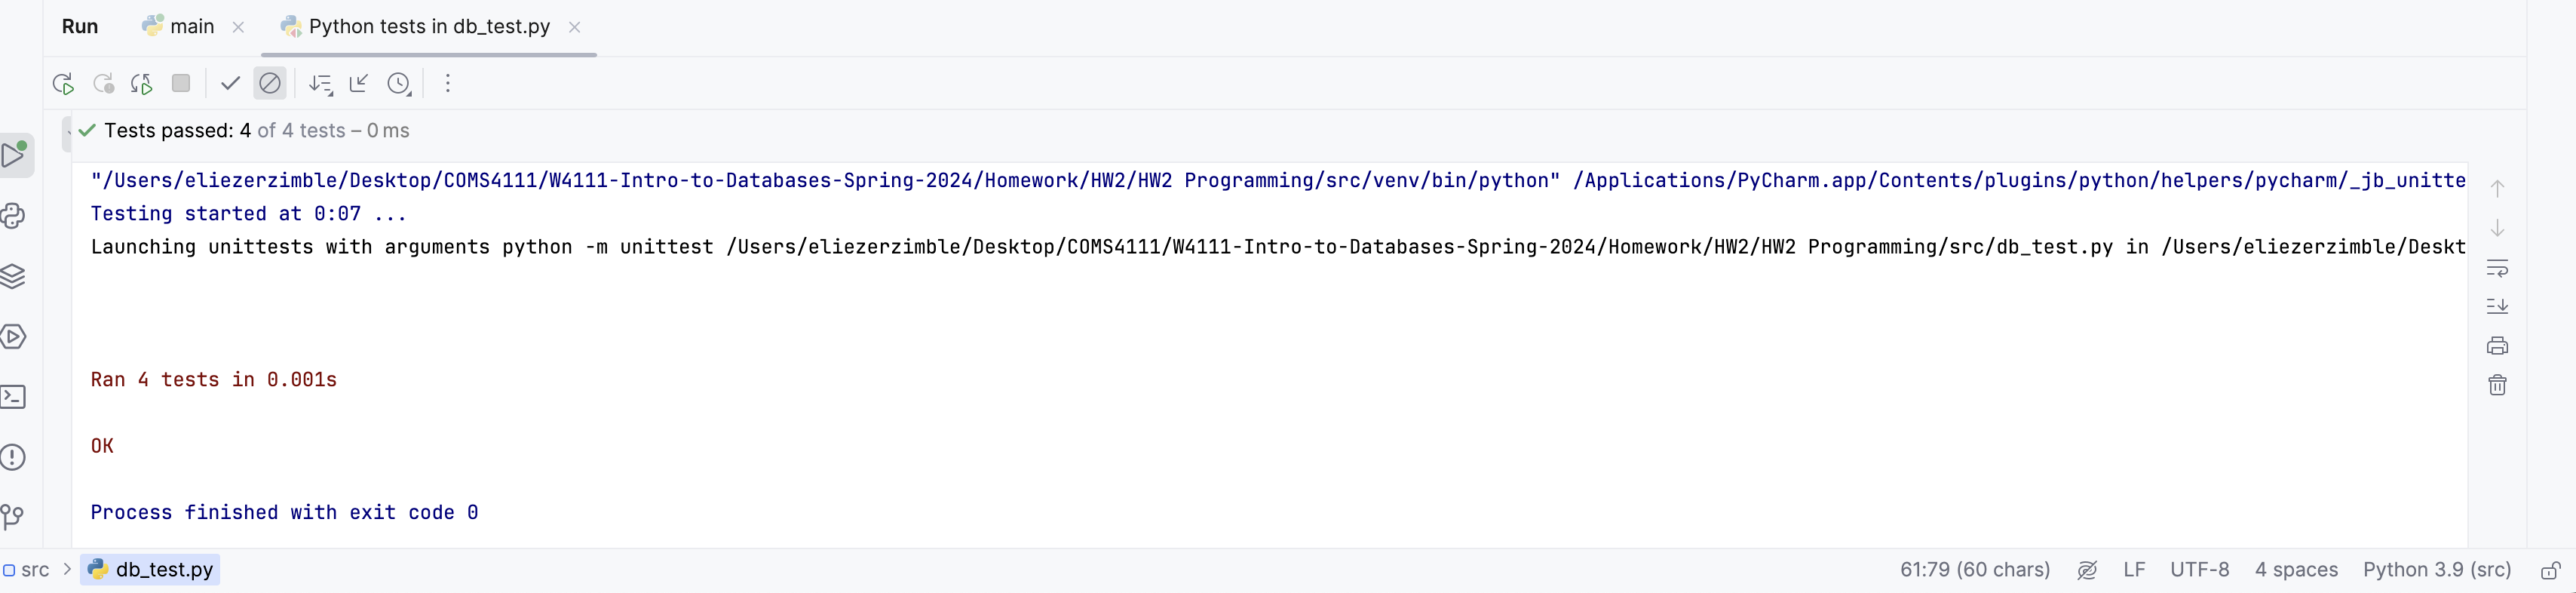 Run main Python tests in db_test.py
Tests passed: 4 of 4 tests – 0 ms
"/Users/eliezerzimble/Desktop/COMS4111/W4111-Intro-to-Databases-Spring-2024/Homework/HW2/HW2 Programming/src/venv/bin/python" /Applications/PyCharm.app/Contents/plugins/python/helpers/pycharm/_jb_unitte
Testing started at 0:07 ...
Launching unittests with arguments python -m unittest /Users/eliezerzimble/Desktop/COMS4111/W4111-Intro-to-Databases-Spring-2024/Homework/HW2/HW2 Programming/src/db_test.py in /Users/eliezerzimble/Deskt
Ran 4 tests in 0.001s
OK
Process finished with exit code 0
src > db_test.py 61:79 (60 chars) LF UTF-8 4 spaces Python 3.9 (src)